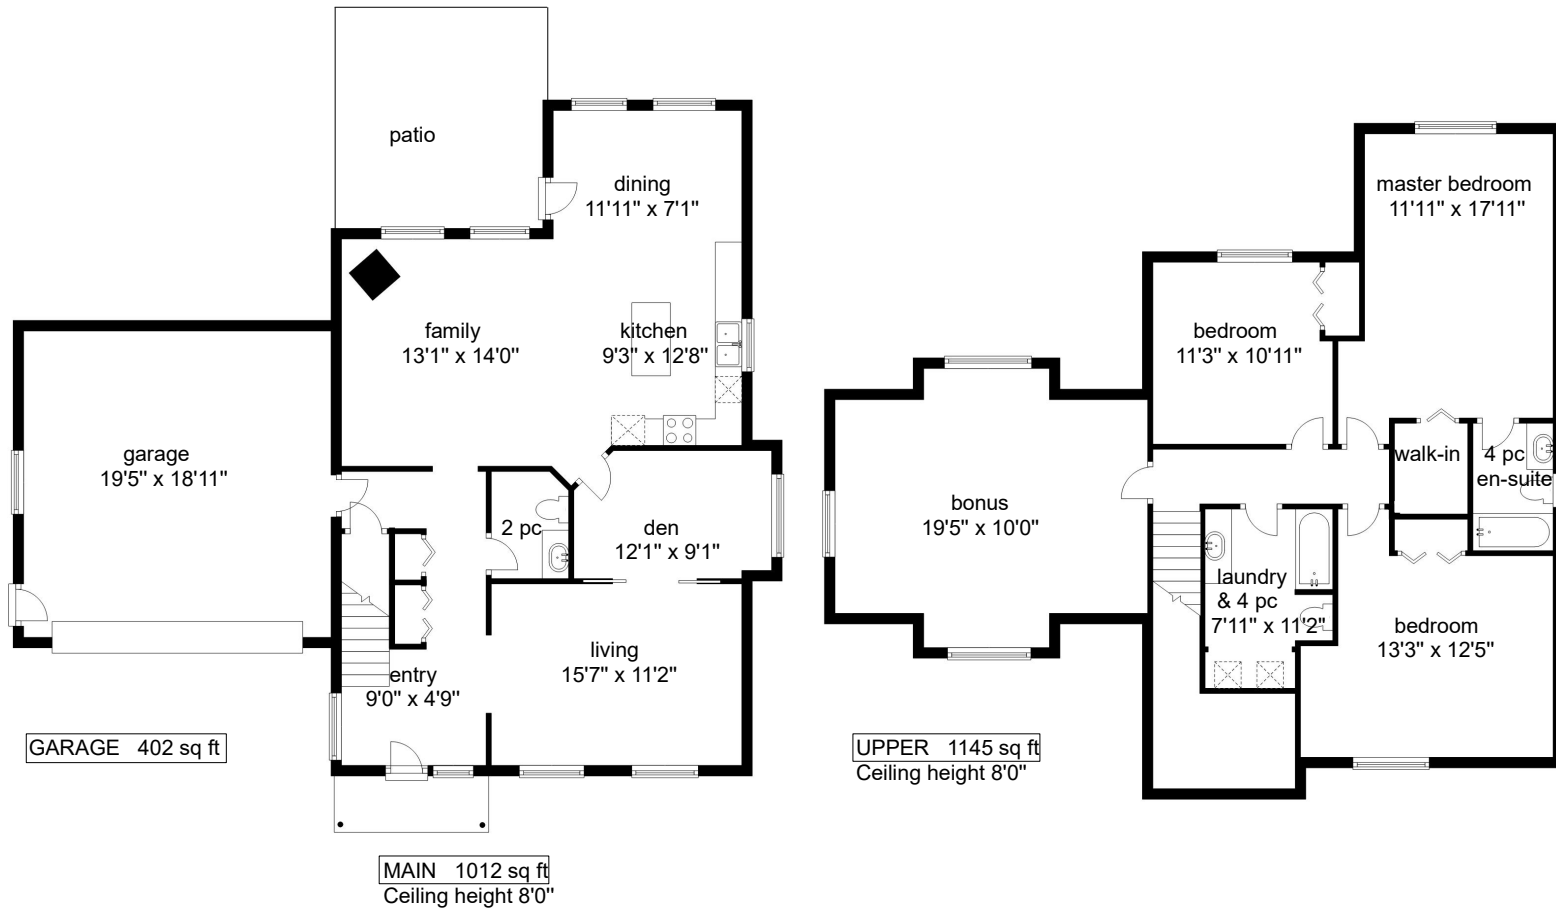 patio
dining
11'11" x 7'1"
family
13'1" x 14'0"
kitchen
9'3" x 12'8"
garage
19'5" x 18'11"
2 pc
den
12'1" x 9'1"
living
15'7" x 11'2"
entry
9'0" x 4'9"
GARAGE 402 sq ft
MAIN 1012 sq ft
Ceiling height 8'0"
master bedroom
11'11" x 17'11"
bedroom
11'3" x 10'11"
walk-in
4 pc
en-suite
bonus
19'5" x 10'0"
laundry
& 4 pc
7'11" x 11'2"
bedroom
13'3" x 12'5"
UPPER 1145 sq ft
Ceiling height 8'0"